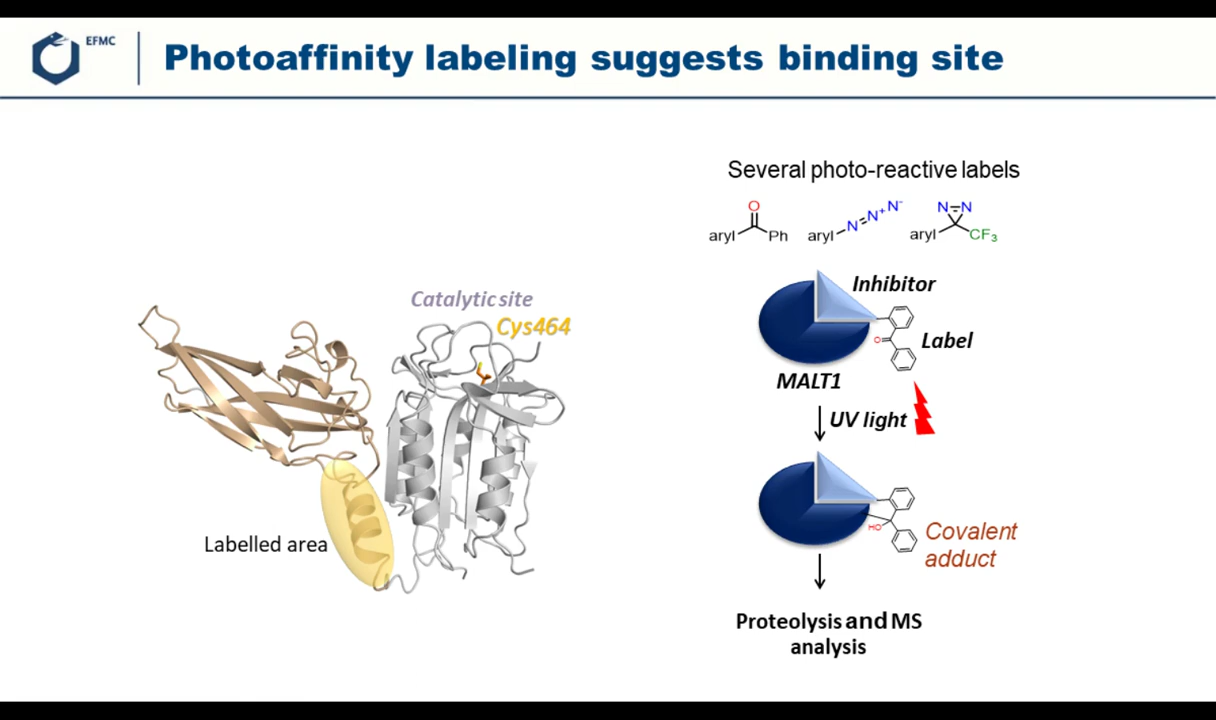 EFMC
Photoaffinity labeling suggests binding site
Several photo-reactive labels
O
aryl Ph
aryl N N+ N-
N N
aryl CF3
Catalytic site
Cys464
Inhibitor
O
Label
MALT1
UV light
Labelled area
HO
Covalent
adduct
Proteolysis and MS
analysis